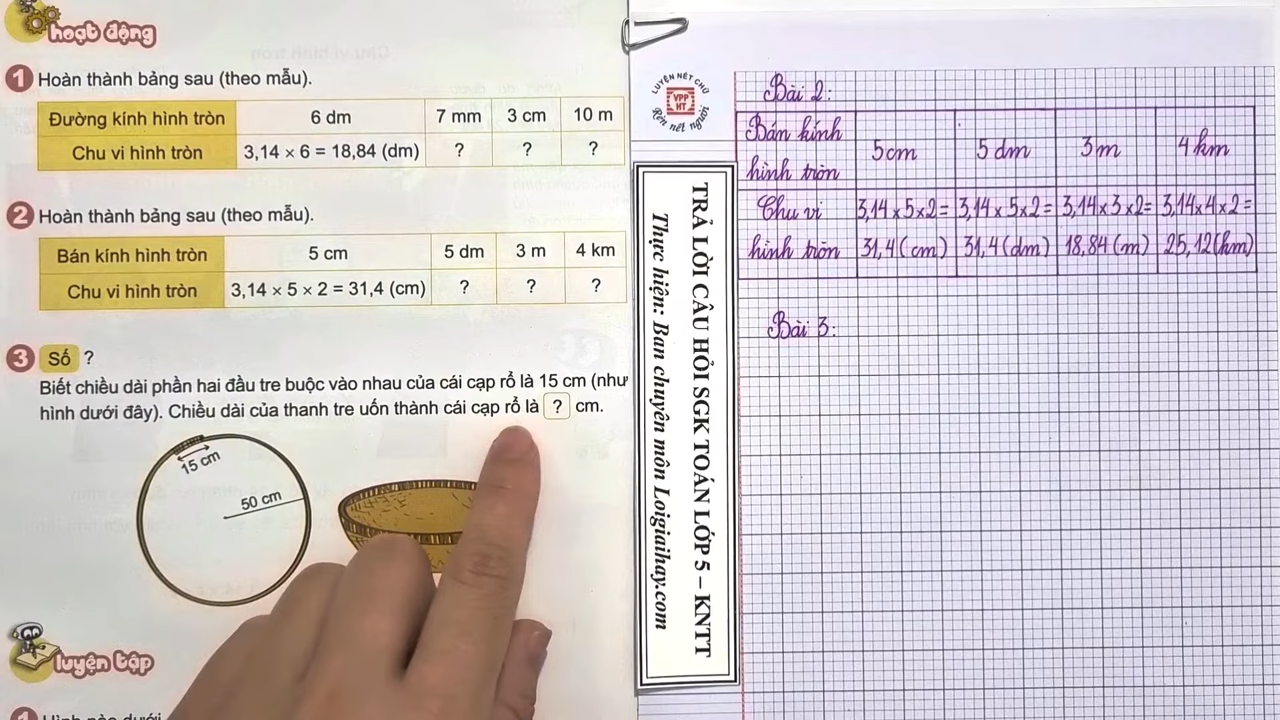 hoạt động
1 Hoàn thành bảng sau (theo mẫu).
Đường kính hình tròn 6 dm 7 mm 3 cm 10 m
Chu vi hình tròn 3,14 × 6 = 18,84 (dm) ? ? ?
2 Hoàn thành bảng sau (theo mẫu).
Bán kính hình tròn 5 cm 5 dm 3 m 4 km
Chu vi hình tròn 3,14 × 5 × 2 = 31,4 (cm) ? ? ?
3 Số ?
Biết chiều dài phần hai đầu tre buộc vào nhau của cái cạp rổ là 15 cm (như
hình dưới đây). Chiều dài của thanh tre uốn thành cái cạp rổ là ? cm.
15 cm
50 cm
luyện tập
LUYỆN NÉT CHỮ
VPP
HT
Rèn nết người
TRẢ LỜI CÂU HỎI SGK TOÁN LỚP 5 – KNTT
Thực hiện: Ban chuyên môn Loigiaihay.com
Bài 2:
Bán kính 5cm 5 dm 3m 4 km
hình tròn
Chu vi 3,14 x 5 x 2 = 3,14 x 5 x 2 = 3,14 x 3 x 2 = 3,14 x 4 x 2 =
hình tròn 31,4 (cm) 31,4 (dm) 18,84 (m) 25,12 (km)
Bài 3: